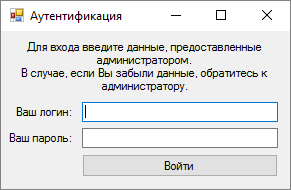 Аутентификация
Для входа введите данные, предоставленные
администратором.
В случае, если Вы забыли данные, обратитесь к
администратору.
Ваш логин:
Ваш пароль:
Войти